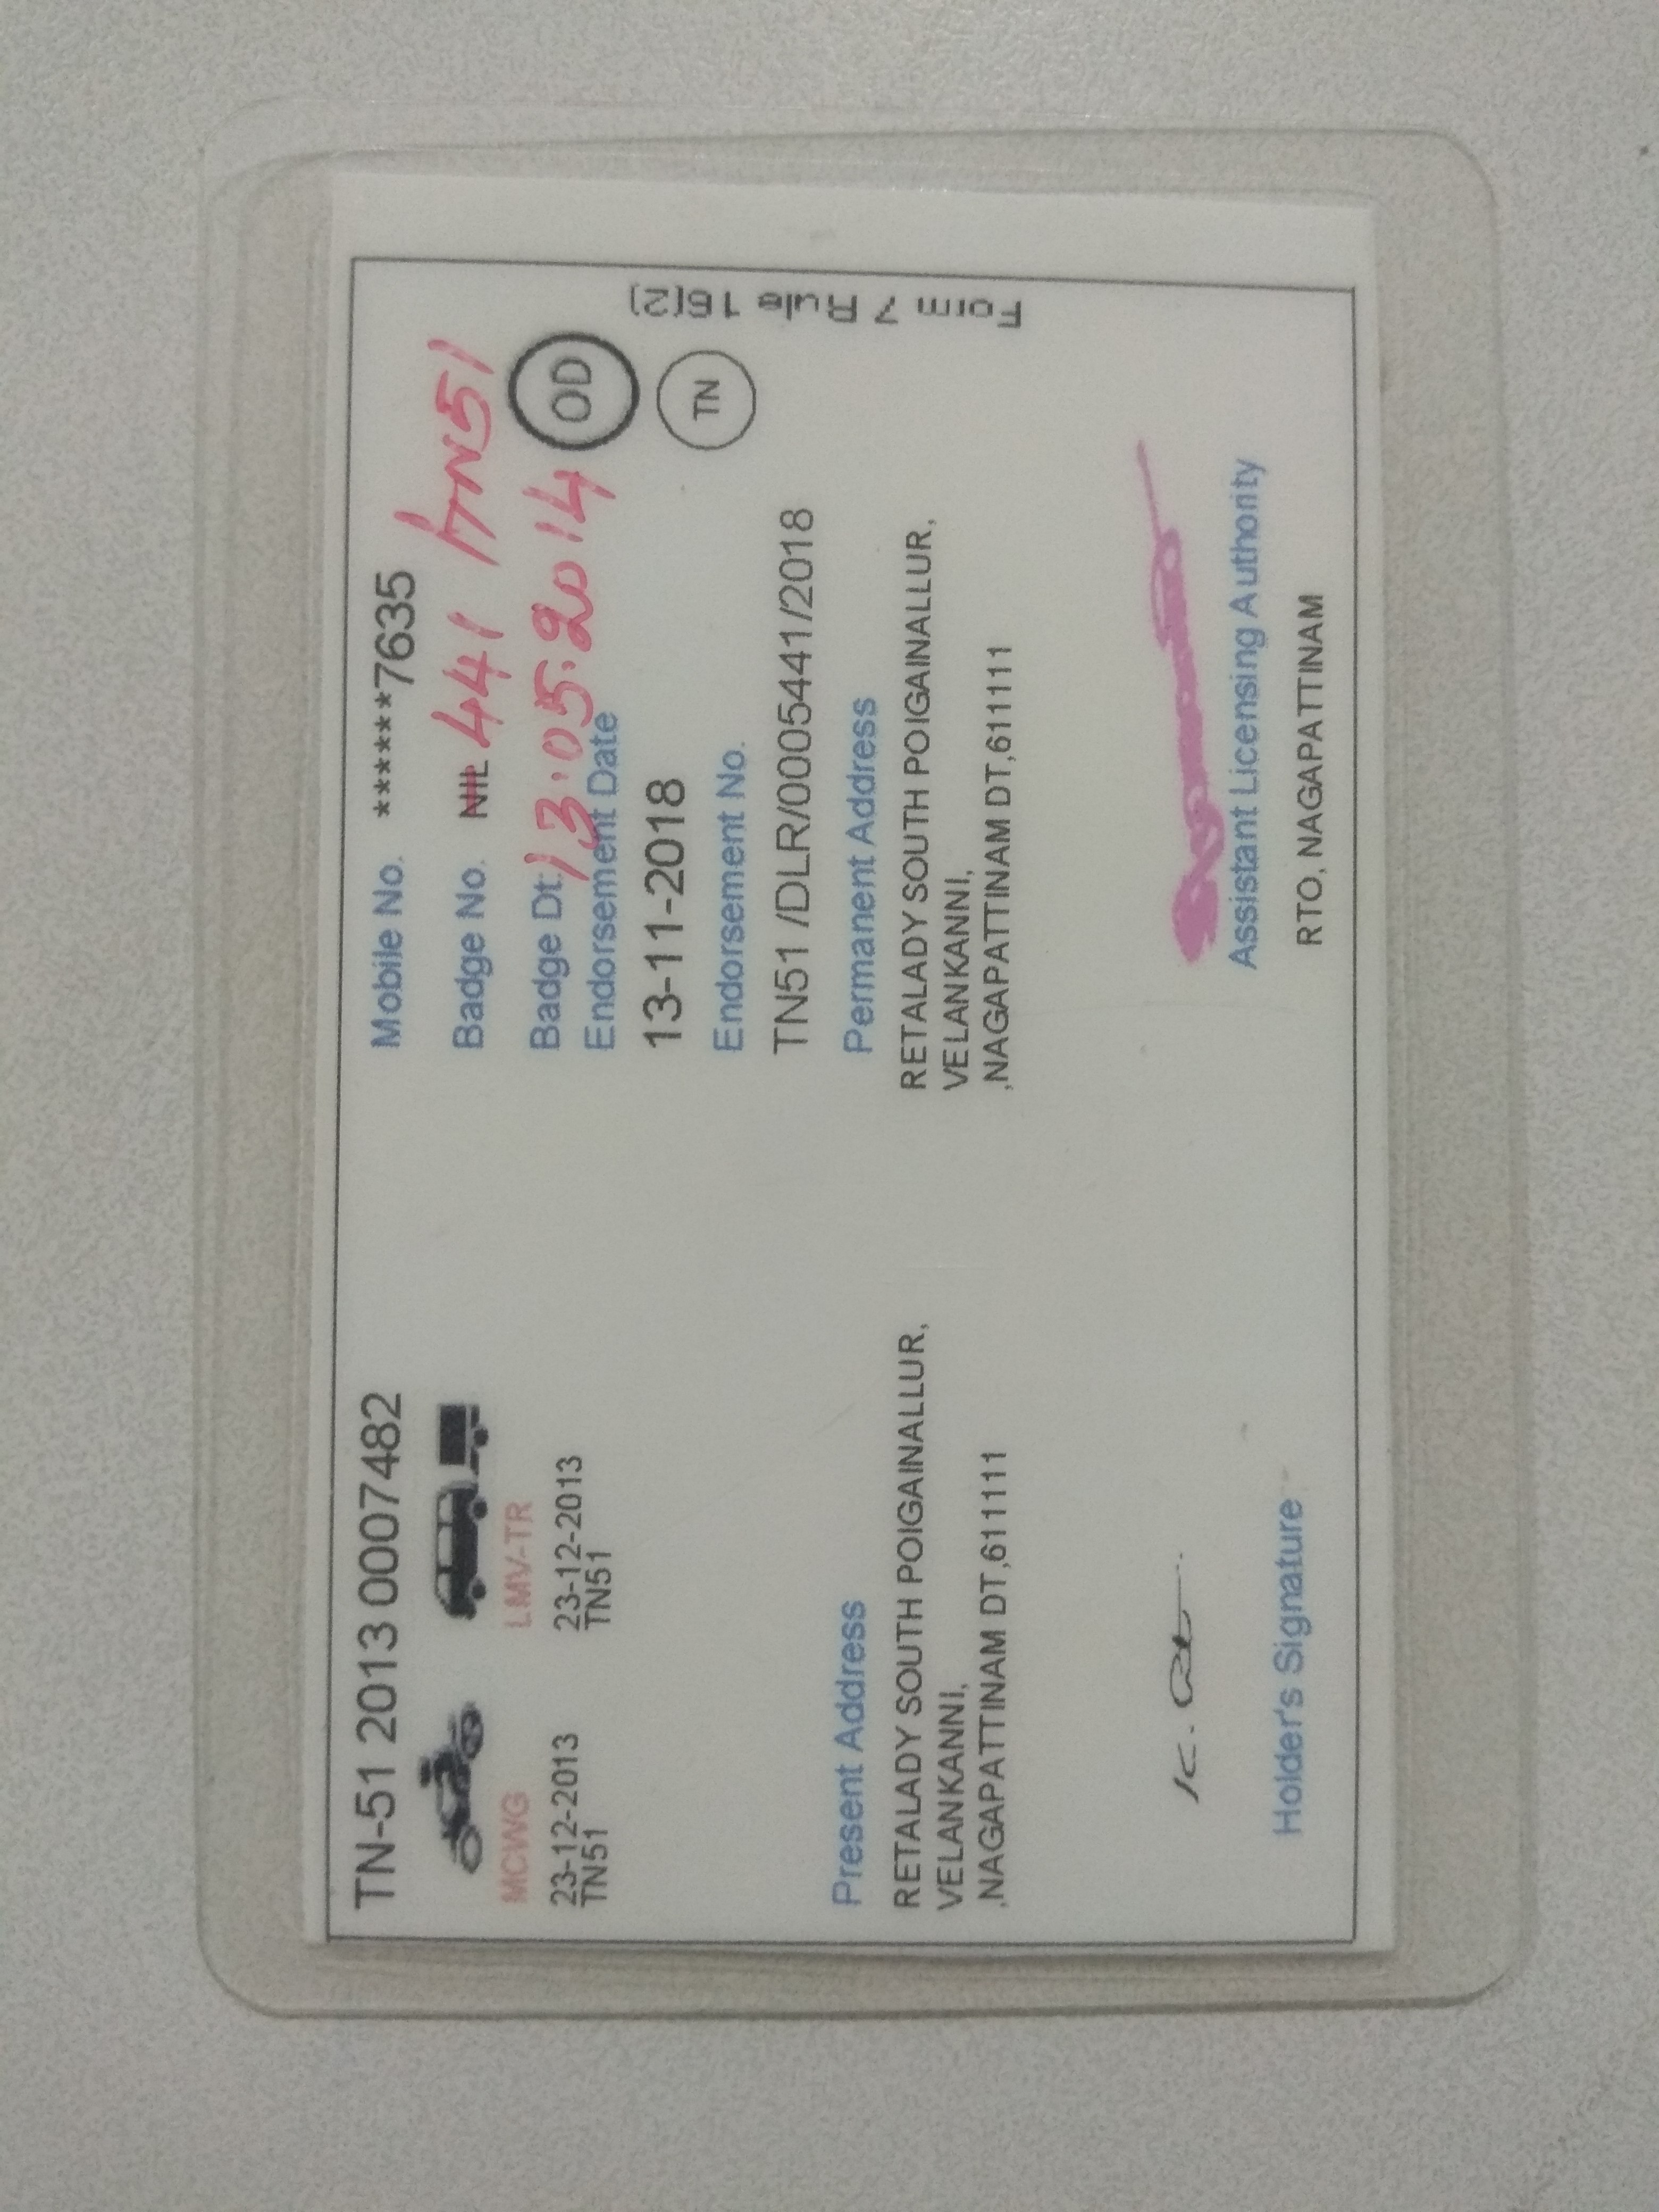 TN-51 2013 0007482
MCWG
23-12-2013
TN51
LMV-TR
23-12-2013
TN51
Present Address
RETALADY SOUTH POIGAINALLUR,
VELANKANNI,
,NAGAPATTINAM DT,611111
K.
Holder's Signature
Mobile No. ******7635
Badge No. NIL 441/TN51
Badge Dt. 13.05.2014
Endorsement Date
13-11-2018
Endorsement No.
TN51 /DLR/0005441/2018
Permanent Address
RETALADY SOUTH POIGAINALLUR,
VELANKANNI,
,NAGAPATTINAM DT,611111
Assistant Licensing Authority
RTO, NAGAPATTINAM
OD
TN
Form 7 Rule 16(2)